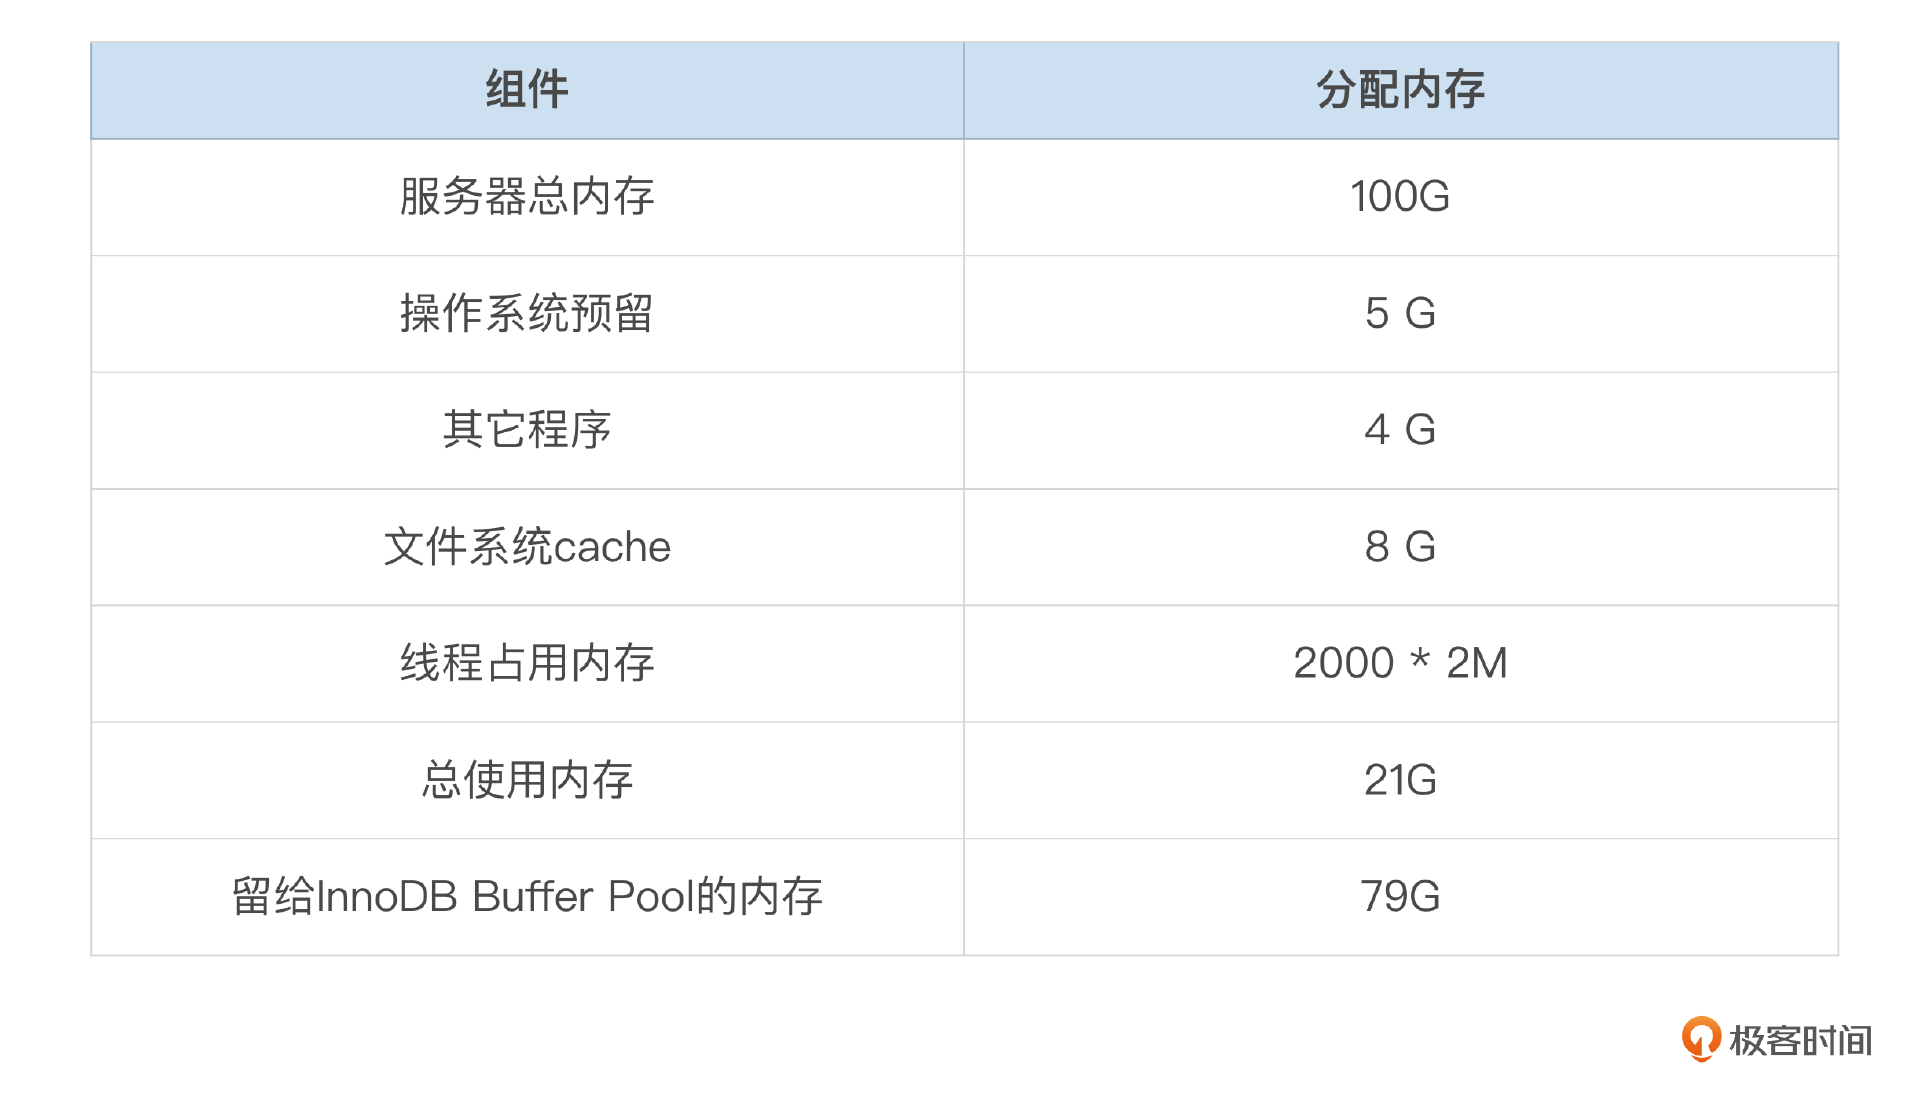 组件 分配内存
服务器总内存 100G
操作系统预留 5 G
其它程序 4 G
文件系统cache 8 G
线程占用内存 2000 * 2M
总使用内存 21G
留给InnoDB Buffer Pool的内存 79G
极客时间